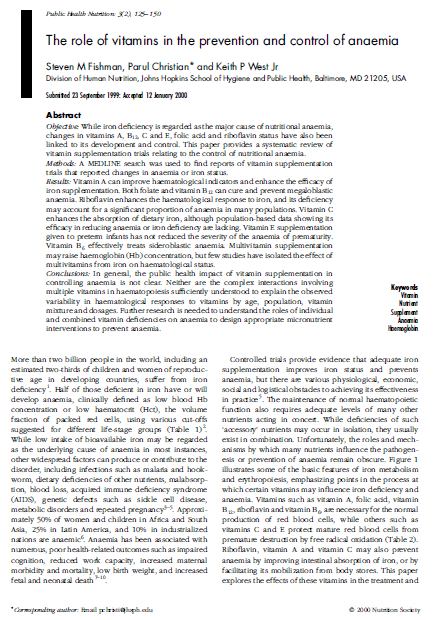 Public Health Nutrition: 3(2), 125–150
The role of vitamins in the prevention and control of anaemia
Steven M Fishman, Parul Christian* and Keith P West Jr
Division of Human Nutrition, Johns Hopkins School of Hygiene and Public Health, Baltimore, MD 21205, USA
Submitted 23 September 1999: Accepted 12 January 2000
Abstract
Objective: While iron deficiency is regarded as the major cause of nutritional anaemia,
changes in vitamins A, B12, C and E, folic acid and riboflavin status have also been
linked to its development and control. This paper provides a systematic review of
vitamin supplementation trials relating to the control of nutritional anaemia.
Methods: A MEDLINE search was used to find reports of vitamin supplementation
trials that reported changes in anaemia or iron status.
Results: Vitamin A can improve haematological indicators and enhance the efficacy of
iron supplementation. Both folate and vitamin B12 can cure and prevent megaloblastic
anaemia. Riboflavin enhances the haematological response to iron, and its deficiency
may account for a significant proportion of anaemia in many populations. Vitamin C
enhances the absorption of dietary iron, although population-based data showing its
efficacy in reducing anaemia or iron deficiency are lacking. Vitamin E supplementation
given to preterm infants has not reduced the severity of the anaemia of prematurity.
Vitamin B6 effectively treats sideroblastic anaemia. Multivitamin supplementation
may raise haemoglobin (Hb) concentration, but few studies have isolated the effect of
multivitamins from iron on haematological status.
Conclusions: In general, the public health impact of vitamin supplementation in
controlling anaemia is not clear. Neither are the complex interactions involving
multiple vitamins in haematopoiesis sufficiently understood to explain the observed
variability in haematological responses to vitamins by age, population, vitamin
mixture and dosages. Further research is needed to understand the roles of individual
and combined vitamin deficiencies on anaemia to design appropriate micronutrient
interventions to prevent anaemia.
Keywords
Vitamin
Nutrient
Supplement
Anaemia
Haemoglobin
More than two billion people in the world, including an
estimated two-thirds of children and women of reproduc-
tive age in developing countries, suffer from iron
deficiency1. Half of those deficient in iron have or will
develop anaemia, clinically defined as low blood Hb
concentration or low haematocrit (Hct), the volume
fraction of packed red cells, using various cut-offs
suggested for different life-stage groups (Table 1)2.
While low intake of bioavailable iron may be regarded
as the underlying cause of anaemia in most instances,
other widespread factors can produce or contribute to the
disorder, including infections such as malaria and hook-
worm, dietary deficiencies of other nutrients, malabsorp-
tion, blood loss, acquired immune deficiency syndrome
(AIDS), genetic defects such as sickle cell disease,
metabolic disorders and repeated pregnancy3–5. Approxi-
mately 50% of women and children in Africa and South
Asia, 25% in Latin America, and 10% in industrialized
nations are anaemic6. Anaemia has been associated with
numerous, poor health-related outcomes such as impaired
cognition, reduced work capacity, increased maternal
morbidity and mortality, low birth weight, and increased
fetal and neonatal death7–10.
Controlled trials provide evidence that adequate iron
supplementation improves iron status and prevents
anaemia, but there are various physiological, economic,
social and logistical obstacles to achieving its effectiveness
in practice5. The maintenance of normal haematopoietic
function also requires adequate levels of many other
nutrients acting in concert. While deficiencies of such
'accessory' nutrients may occur in isolation, they usually
exist in combination. Unfortunately, the roles and mech-
anisms by which many nutrients influence the pathogen-
esis or prevention of anaemia remain obscure. Figure 1
illustrates some of the basic features of iron metabolism
and erythropoiesis, emphasizing points in the process at
which certain vitamins may influence iron deficiency and
anaemia. Vitamins such as vitamin A, folic acid, vitamin
B12, riboflavin and vitamin B6 are necessary for the normal
production of red blood cells, while others such as
vitamins C and E protect mature red blood cells from
premature destruction by free radical oxidation (Table 2).
Riboflavin, vitamin A and vitamin C may also prevent
anaemia by improving intestinal absorption of iron, or by
facilitating its mobilization from body stores. This paper
explores the effects of these vitamins in the treatment and
*Corresponding author: Email pchristi@jhsph.edu
© 2000 Nutrition Society